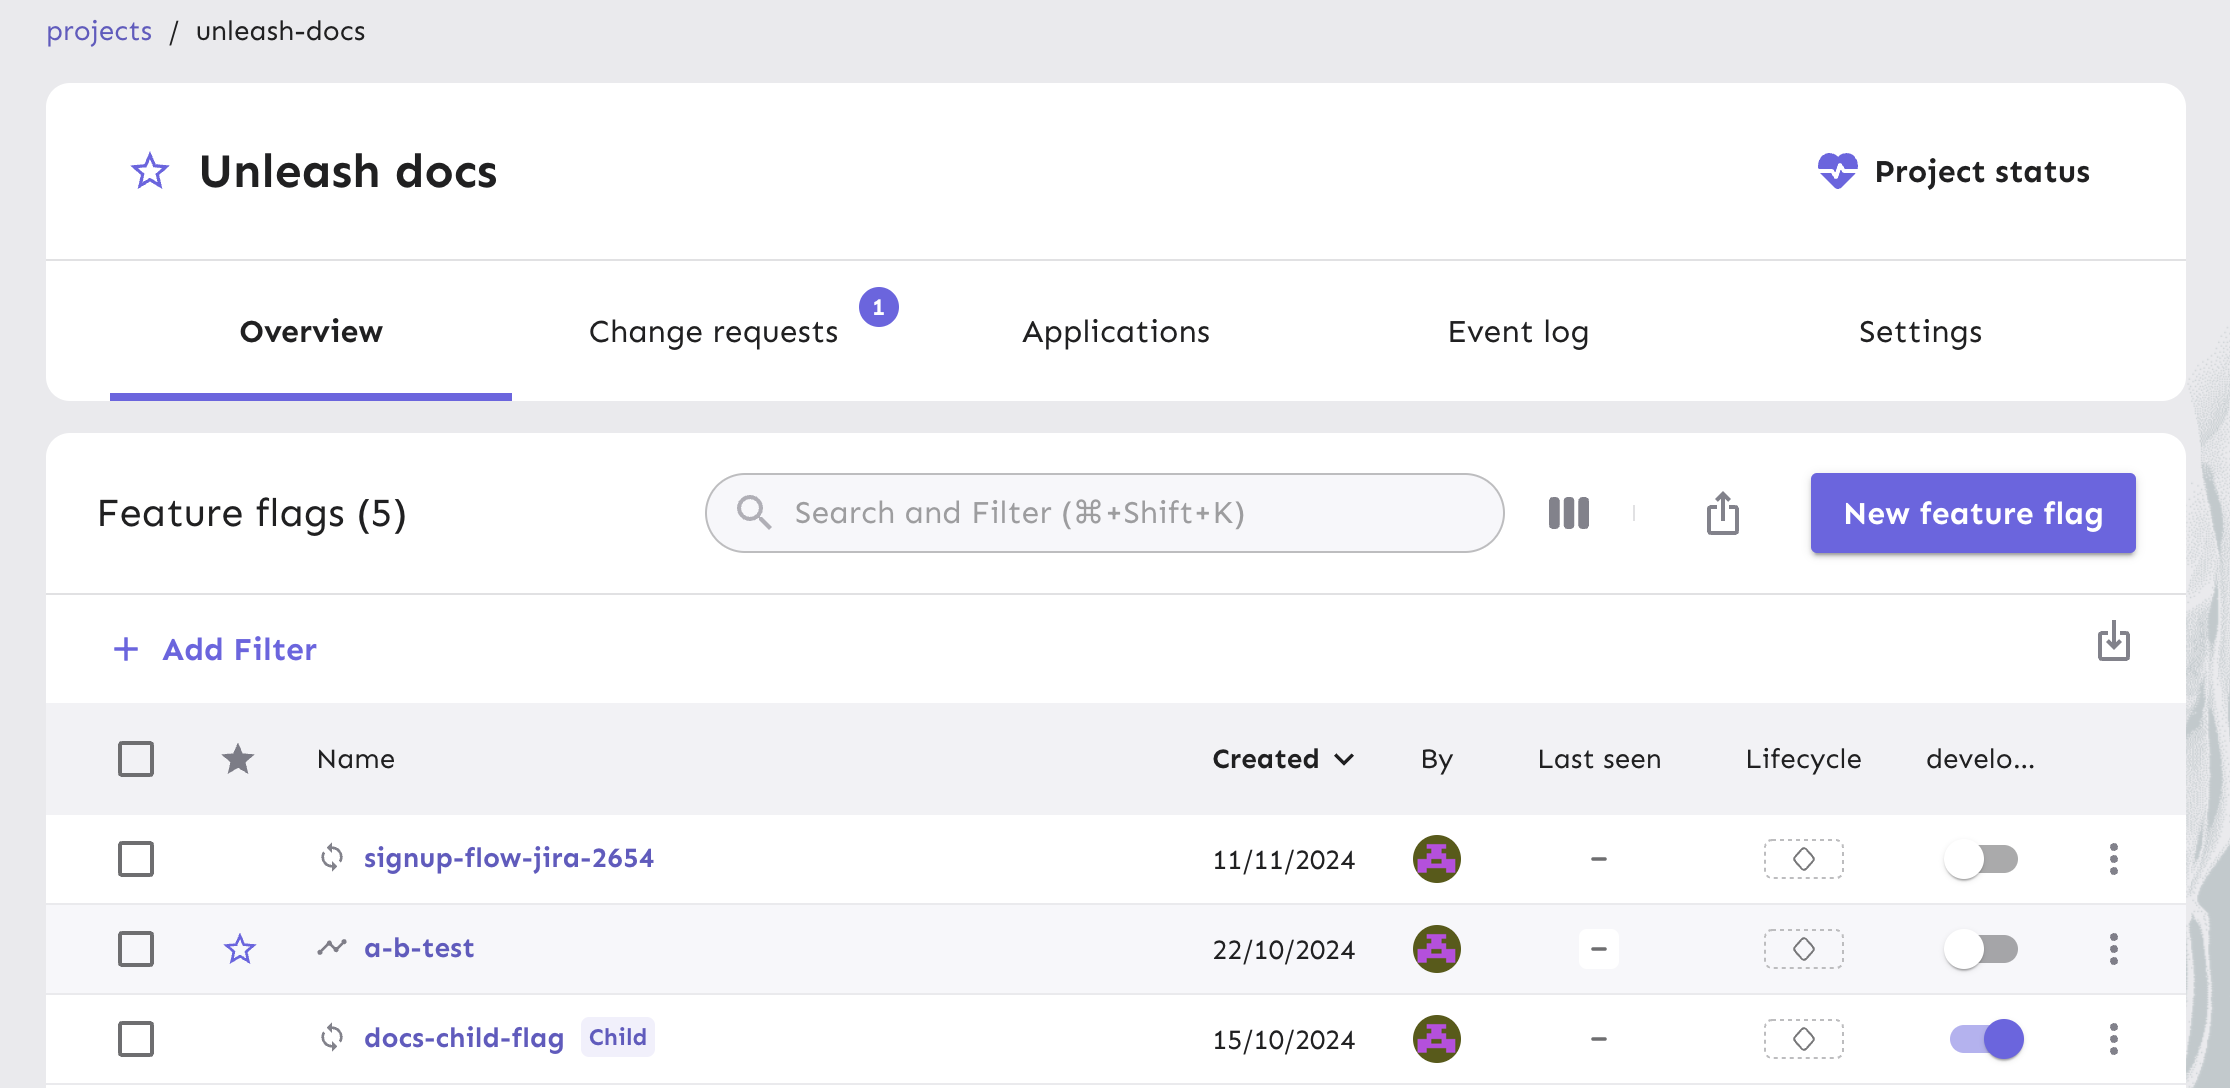 projects / unleash-docs
Unleash docs
Project status
Overview
Change requests
1
Applications
Event log
Settings
Feature flags (5)
Search and Filter (⌘+Shift+K)
New feature flag
+ Add Filter
Name Created By Last seen Lifecycle develo...
signup-flow-jira-2654 11/11/2024 –
a-b-test 22/10/2024 –
docs-child-flag Child 15/10/2024 –